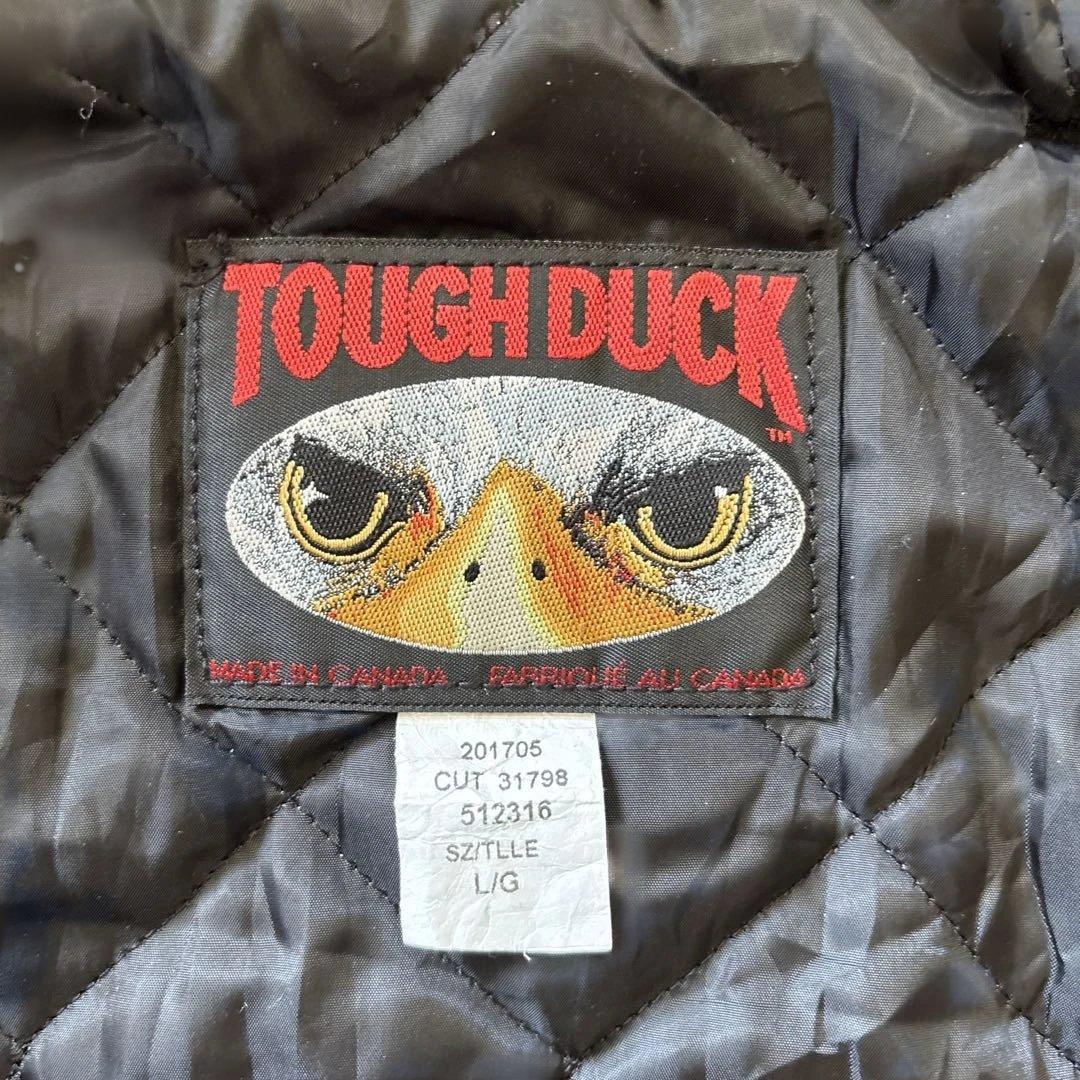 TOUGH DUCK
TM
MADE IN CANADA - FABRIQUÉ AU CANADA
201705
CUT 31798
512316
SZ/TLLE
L/G